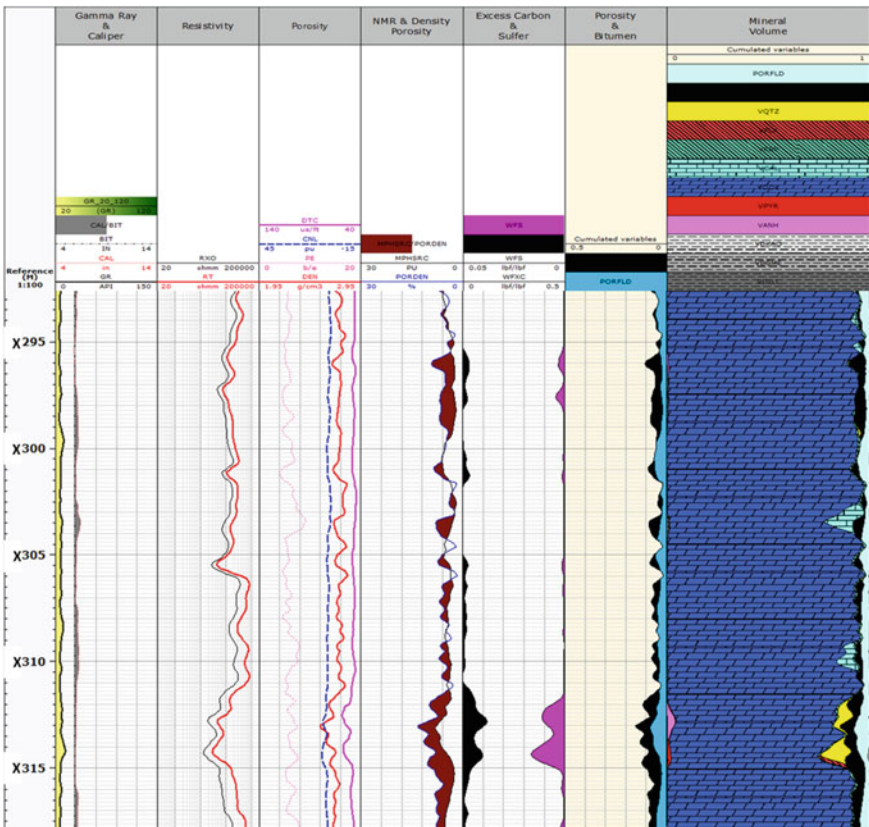 Gamma Ray
&
Caliper
Resistivity
Porosity
NMR & Density
Porosity
Excess Carbon
&
Sulfer
Porosity
&
Bitumen
Mineral
Volume
Cumulated variables
0 1
PORFLD
VQTZ
VPYR
VANH
GR_20_120
20 (GR) 120
CAL/BIT
BIT
4 IN 14
CAL
4 in 14
GR
0 API 150
Reference
(M)
1:100
RXO
20 ohmm 200000
RT
20 ohmm 200000
DTC
140 us/ft 40
CNL
45 pu -15
PE
0 b/e 20
DEN
1.95 g/cm3 2.95
MPHSRC/PORDEN
MPHSRC
30 PU 0
PORDEN
30 % 0
WFS
WFS
0.05 lbf/lbf 0
WFXC
0 lbf/lbf 0.5
Cumulated variables
0.5 0
PORFLD
X295
X300
X305
X310
X315